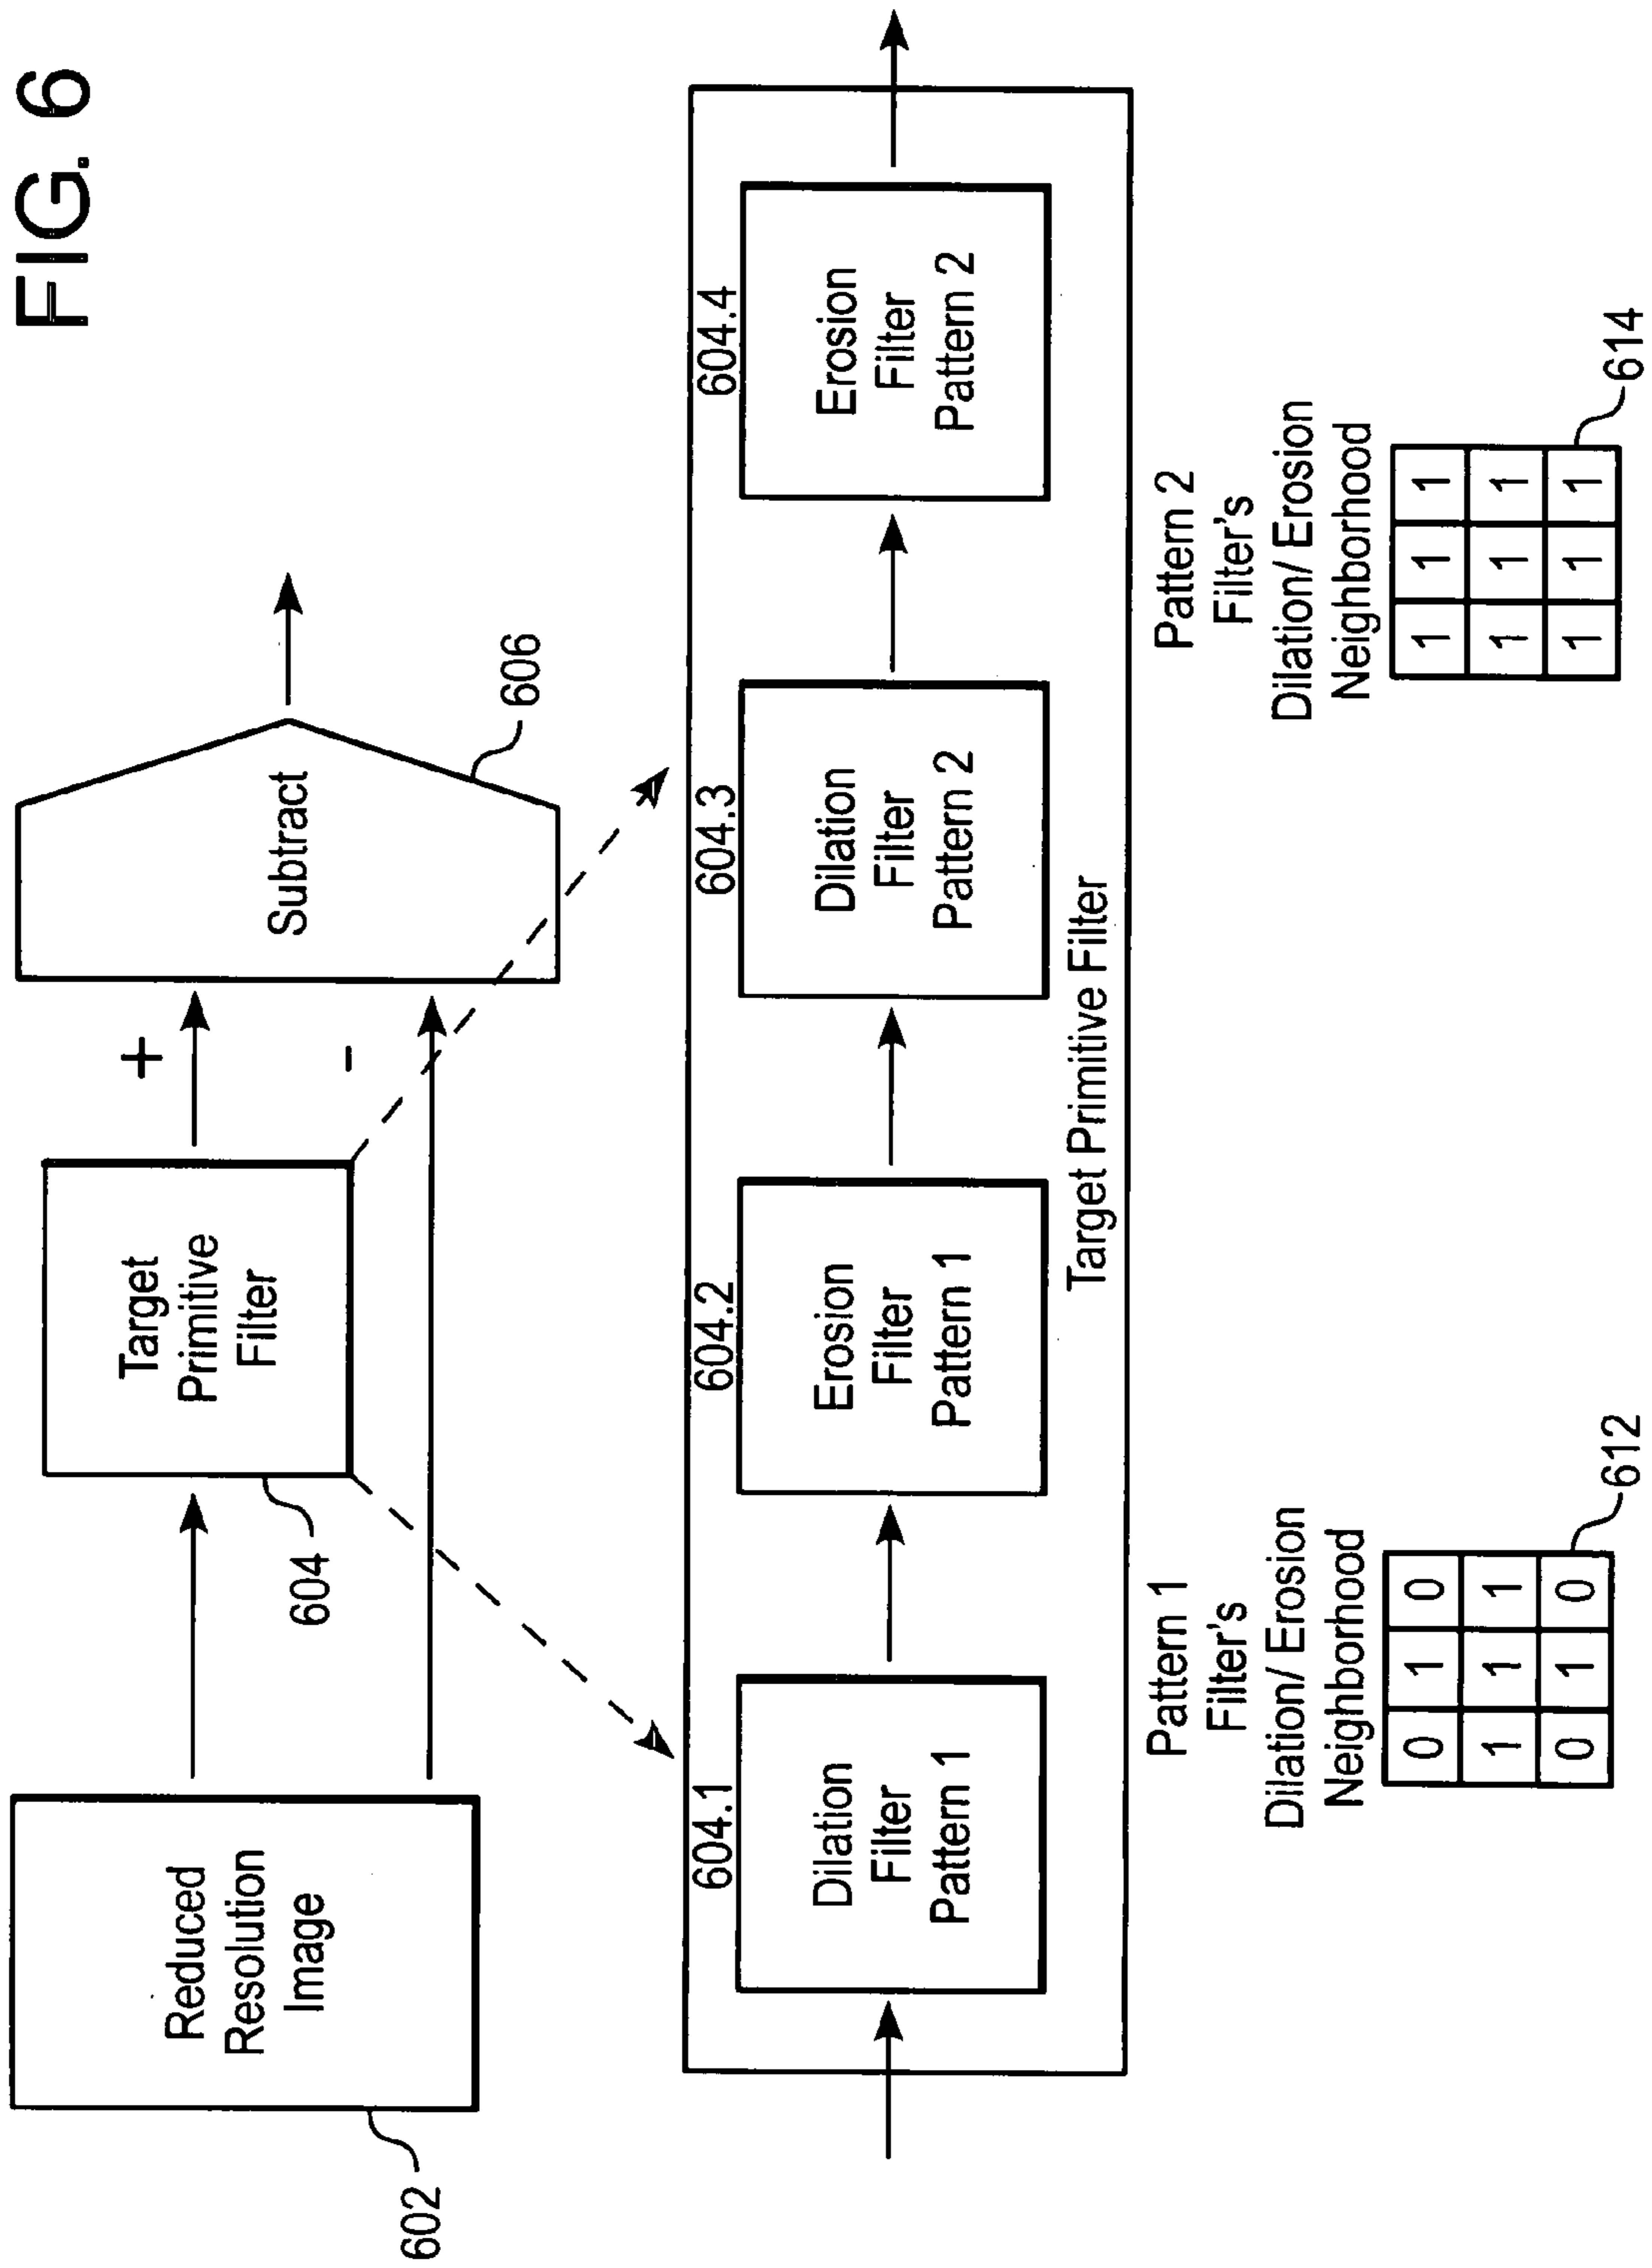 FIG. 6
Reduced
Resolution
Image
602
Target
Primitive
Filter
604
+
-
Subtract
606
604.1
Dilation
Filter
Pattern 1
604.2
Erosion
Filter
Pattern 1
604.3
Dilation
Filter
Pattern 2
604.4
Erosion
Filter
Pattern 2
Target Primitive Filter
Pattern 1
Filter's
Dilation/ Erosion
Neighborhood
0 1 0
1 1 1
0 1 0
612
Pattern 2
Filter's
Dilation/ Erosion
Neighborhood
1 1 1
1 1 1
1 1 1
614